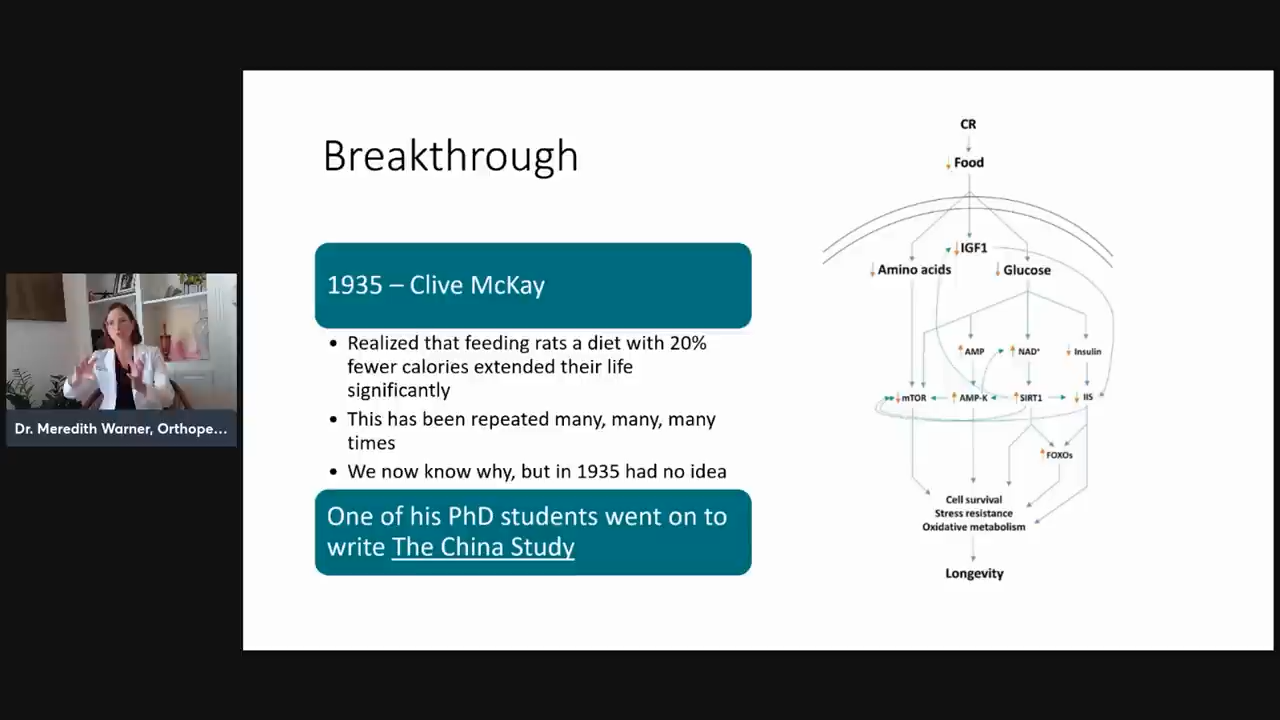 Breakthrough
1935 – Clive McKay
• Realized that feeding rats a diet with 20%
fewer calories extended their life
significantly
• This has been repeated many, many, many
times
• We now know why, but in 1935 had no idea
One of his PhD students went on to
write The China Study
CR
Food
IGF1
Amino acids
Glucose
AMP
NAD⁺
Insulin
mTOR
AMP-K
SIRT1
IIS
FOXOs
Cell survival
Stress resistance
Oxidative metabolism
Longevity
Dr. Meredith Warner, Orthope...